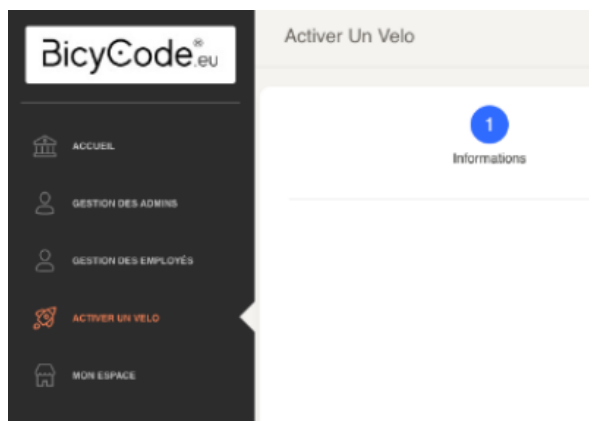 BicyCode®.eu
Activer Un Velo
1
Informations
ACCUEIL
GESTION DES ADMINS
GESTION DES EMPLOYÉS
ACTIVER UN VELO
MON ESPACE